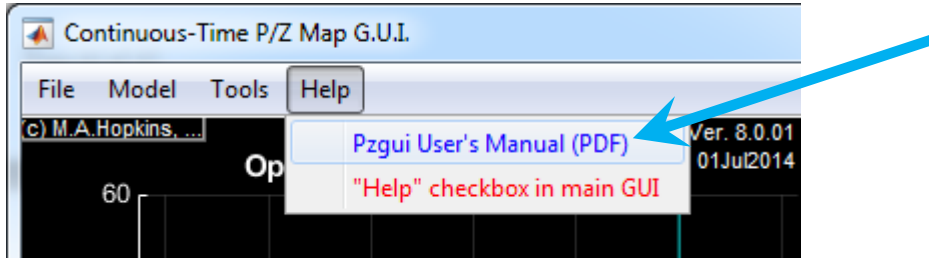 Continuous-Time P/Z Map G.U.I.
File Model Tools Help
(c) M.A.Hopkins, ...
Pzgui User's Manual (PDF)
Ver. 8.0.01
Op
"Help" checkbox in main GUI
01Jul2014
60